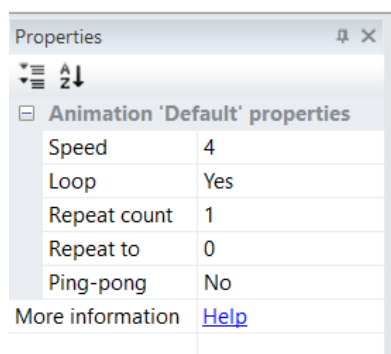 Properties
Animation 'Default' properties
Speed 4
Loop Yes
Repeat count 1
Repeat to 0
Ping-pong No
More information Help